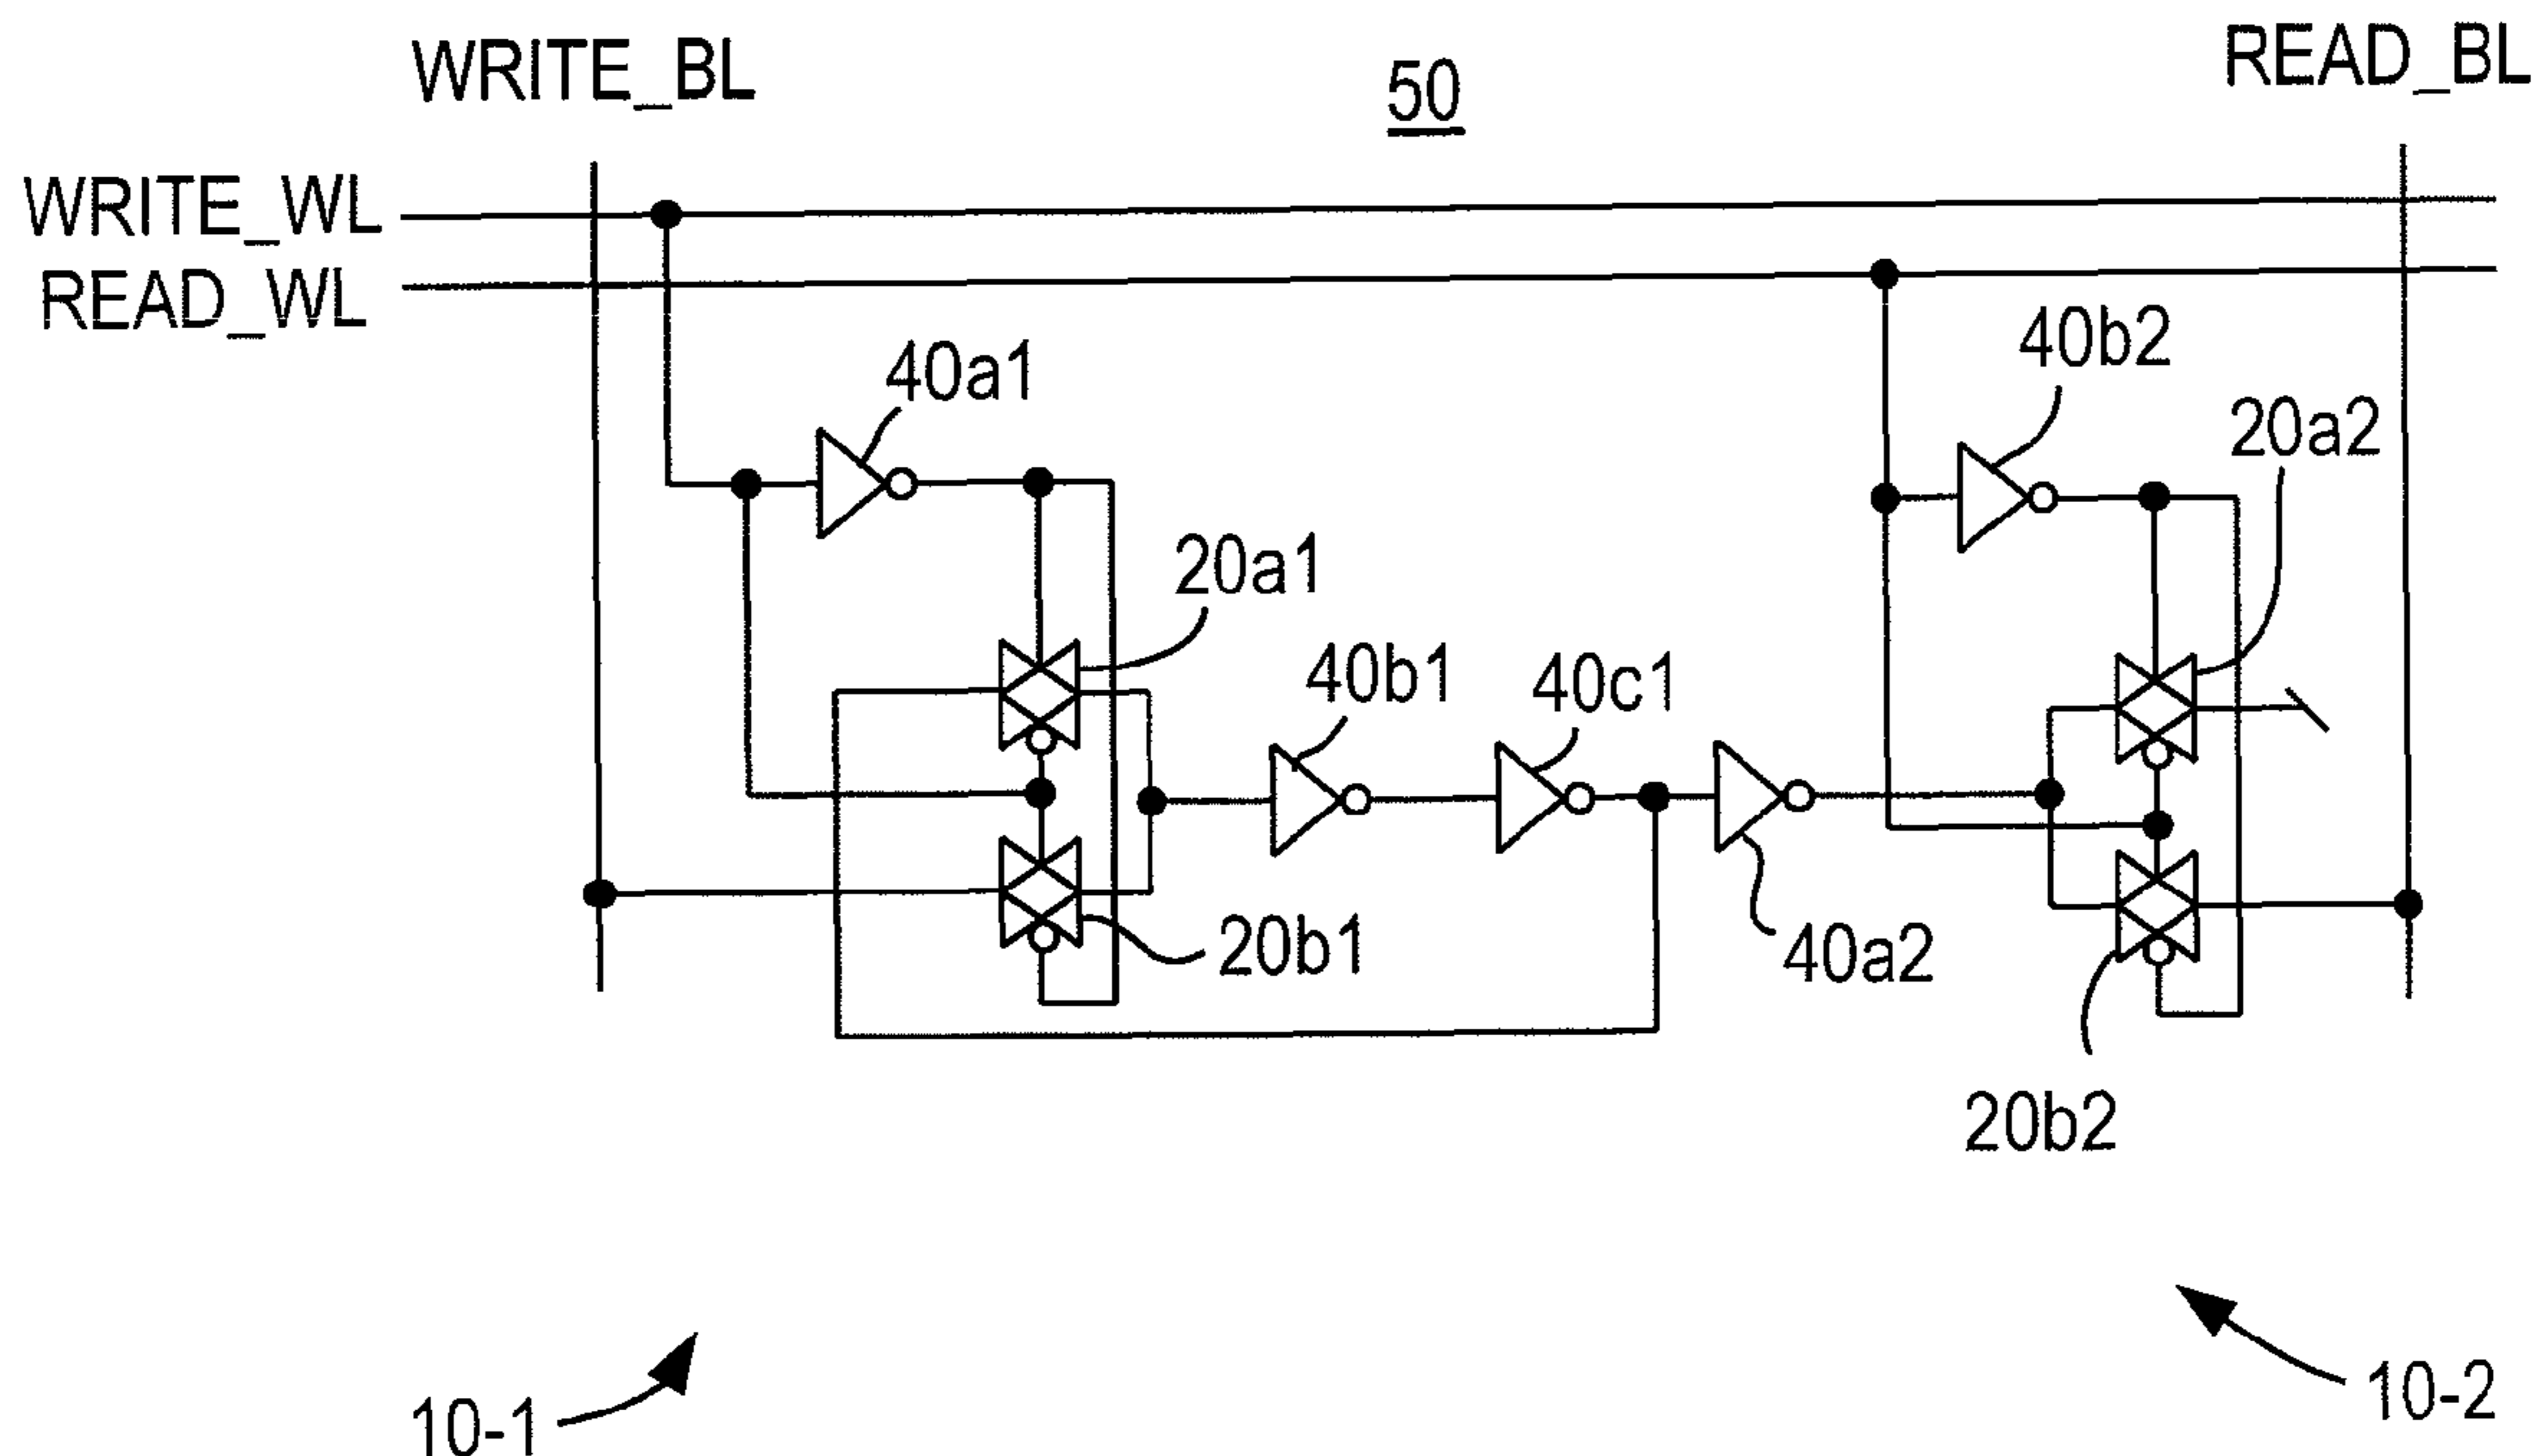 WRITE_BL
50
READ_BL
WRITE_WL
READ_WL
40a1
40b2
20a2
20a1
40b1
40c1
20b1
40a2
20b2
10-1
10-2